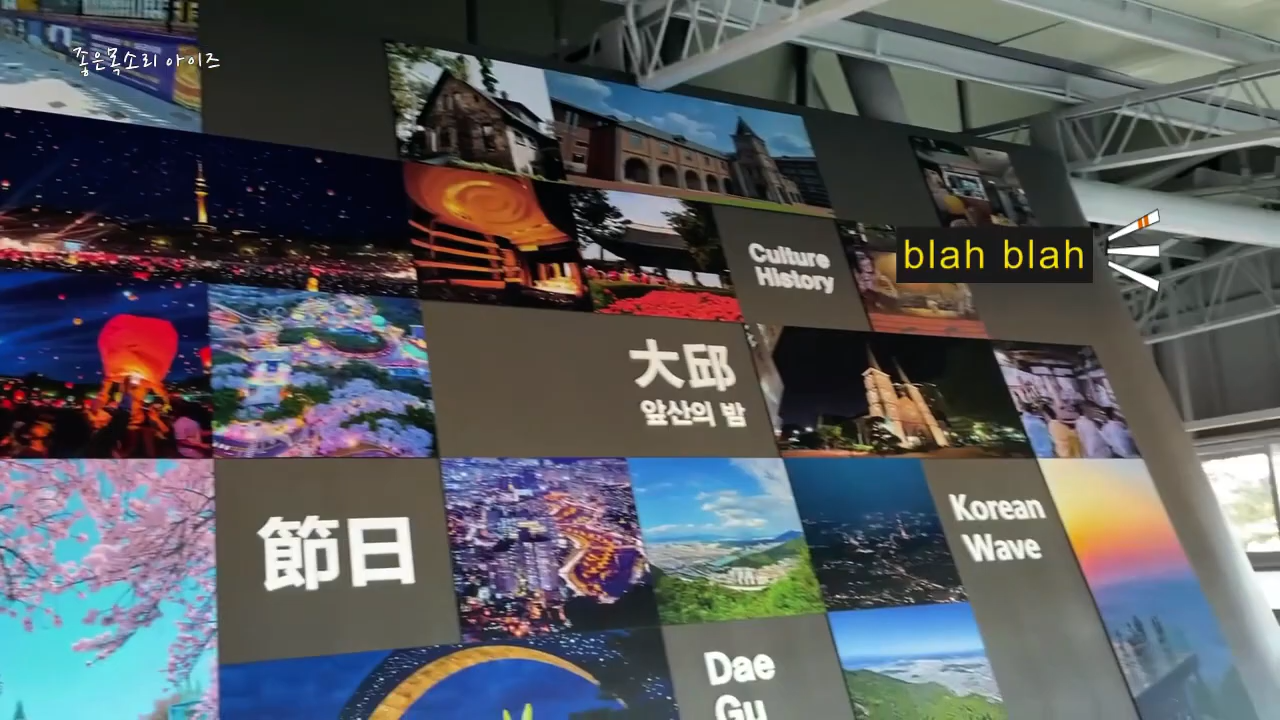 좋은목소리 아이즈
Culture
History
blah blah
大邱
앞산의 밤
節日
Korean
Wave
Dae
Gu